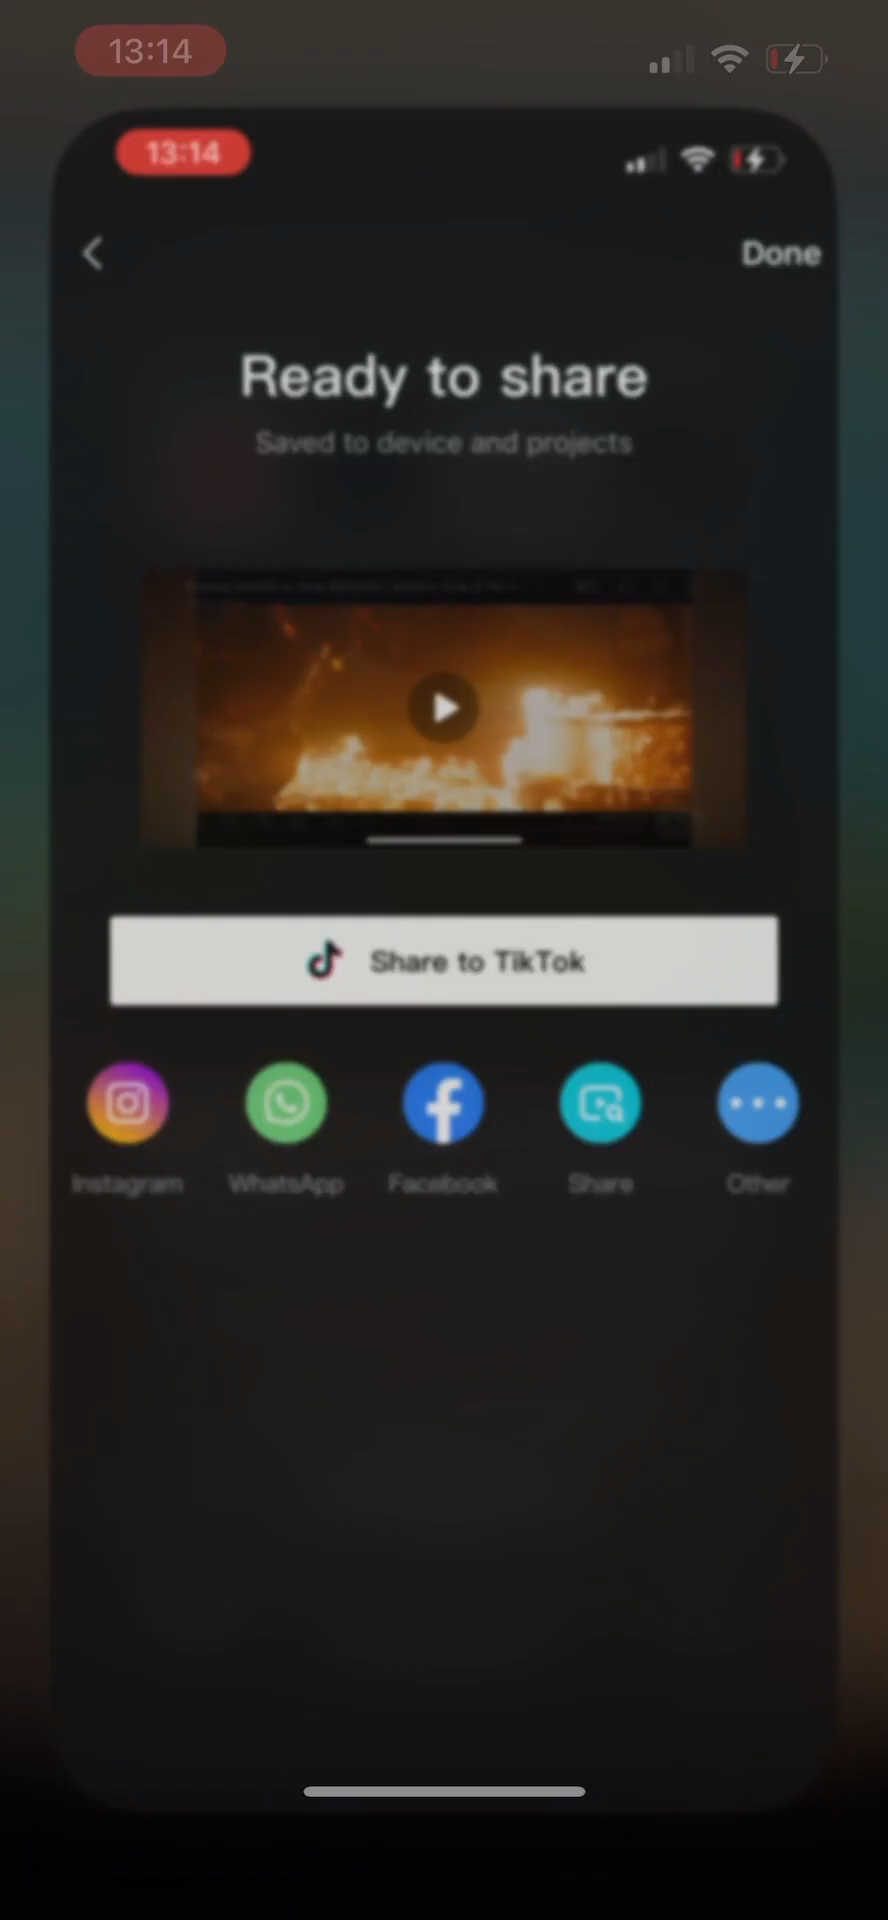 13:14
13:14
Done
Ready to share
Saved to device and projects
Share to TikTok
Instagram
WhatsApp
Facebook
Share
Other